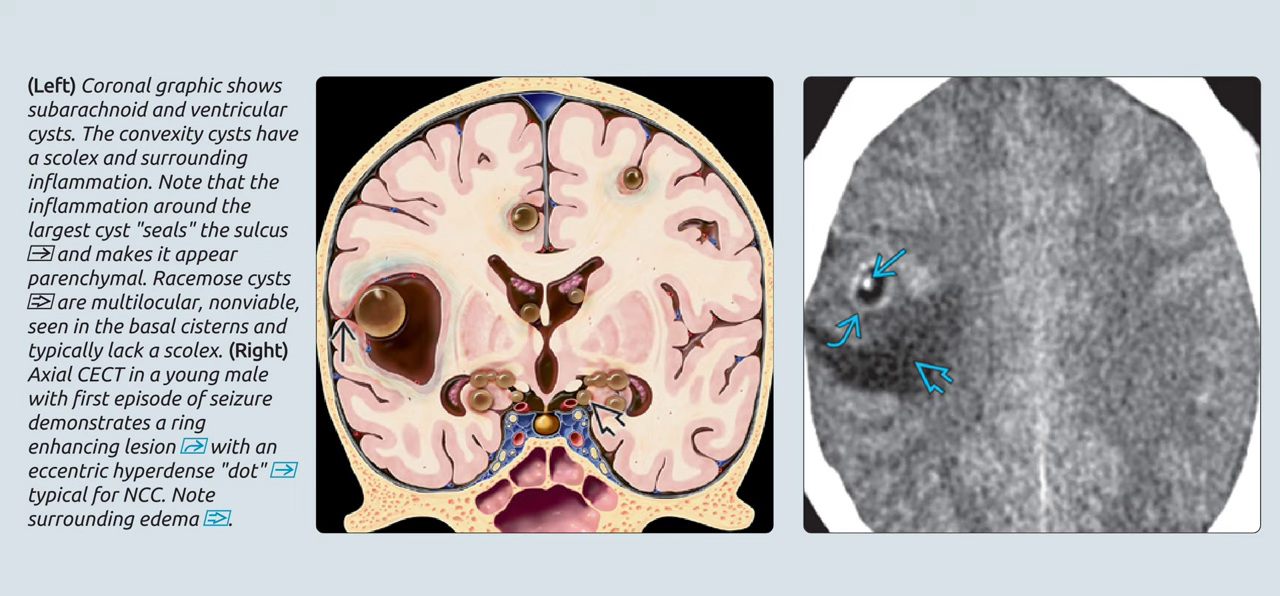 (Left) Coronal graphic shows
subarachnoid and ventricular
cysts. The convexity cysts have
a scolex and surrounding
inflammation. Note that the
inflammation around the
largest cyst "seals" the sulcus
and makes it appear
parenchymal. Racemose cysts
are multilocular, nonviable,
seen in the basal cisterns and
typically lack a scolex. (Right)
Axial CECT in a young male
with first episode of seizure
demonstrates a ring
enhancing lesion with an
eccentric hyperdense "dot"
typical for NCC. Note
surrounding edema .